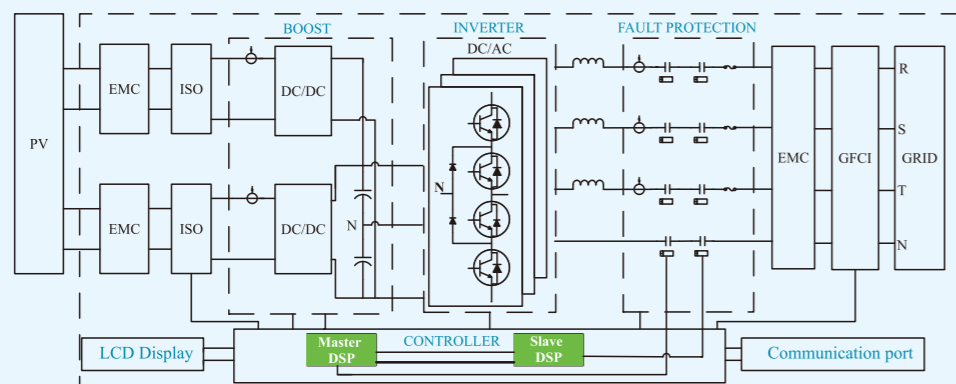 BOOST
INVERTER
FAULT PROTECTION
DC/AC
PV
EMC
ISO
DC/DC
R
S
EMC
GFCI
GRID
N
T
EMC
ISO
DC/DC
N
N
LCD Display
Master
DSP
CONTROLLER
Slave
DSP
Communication port